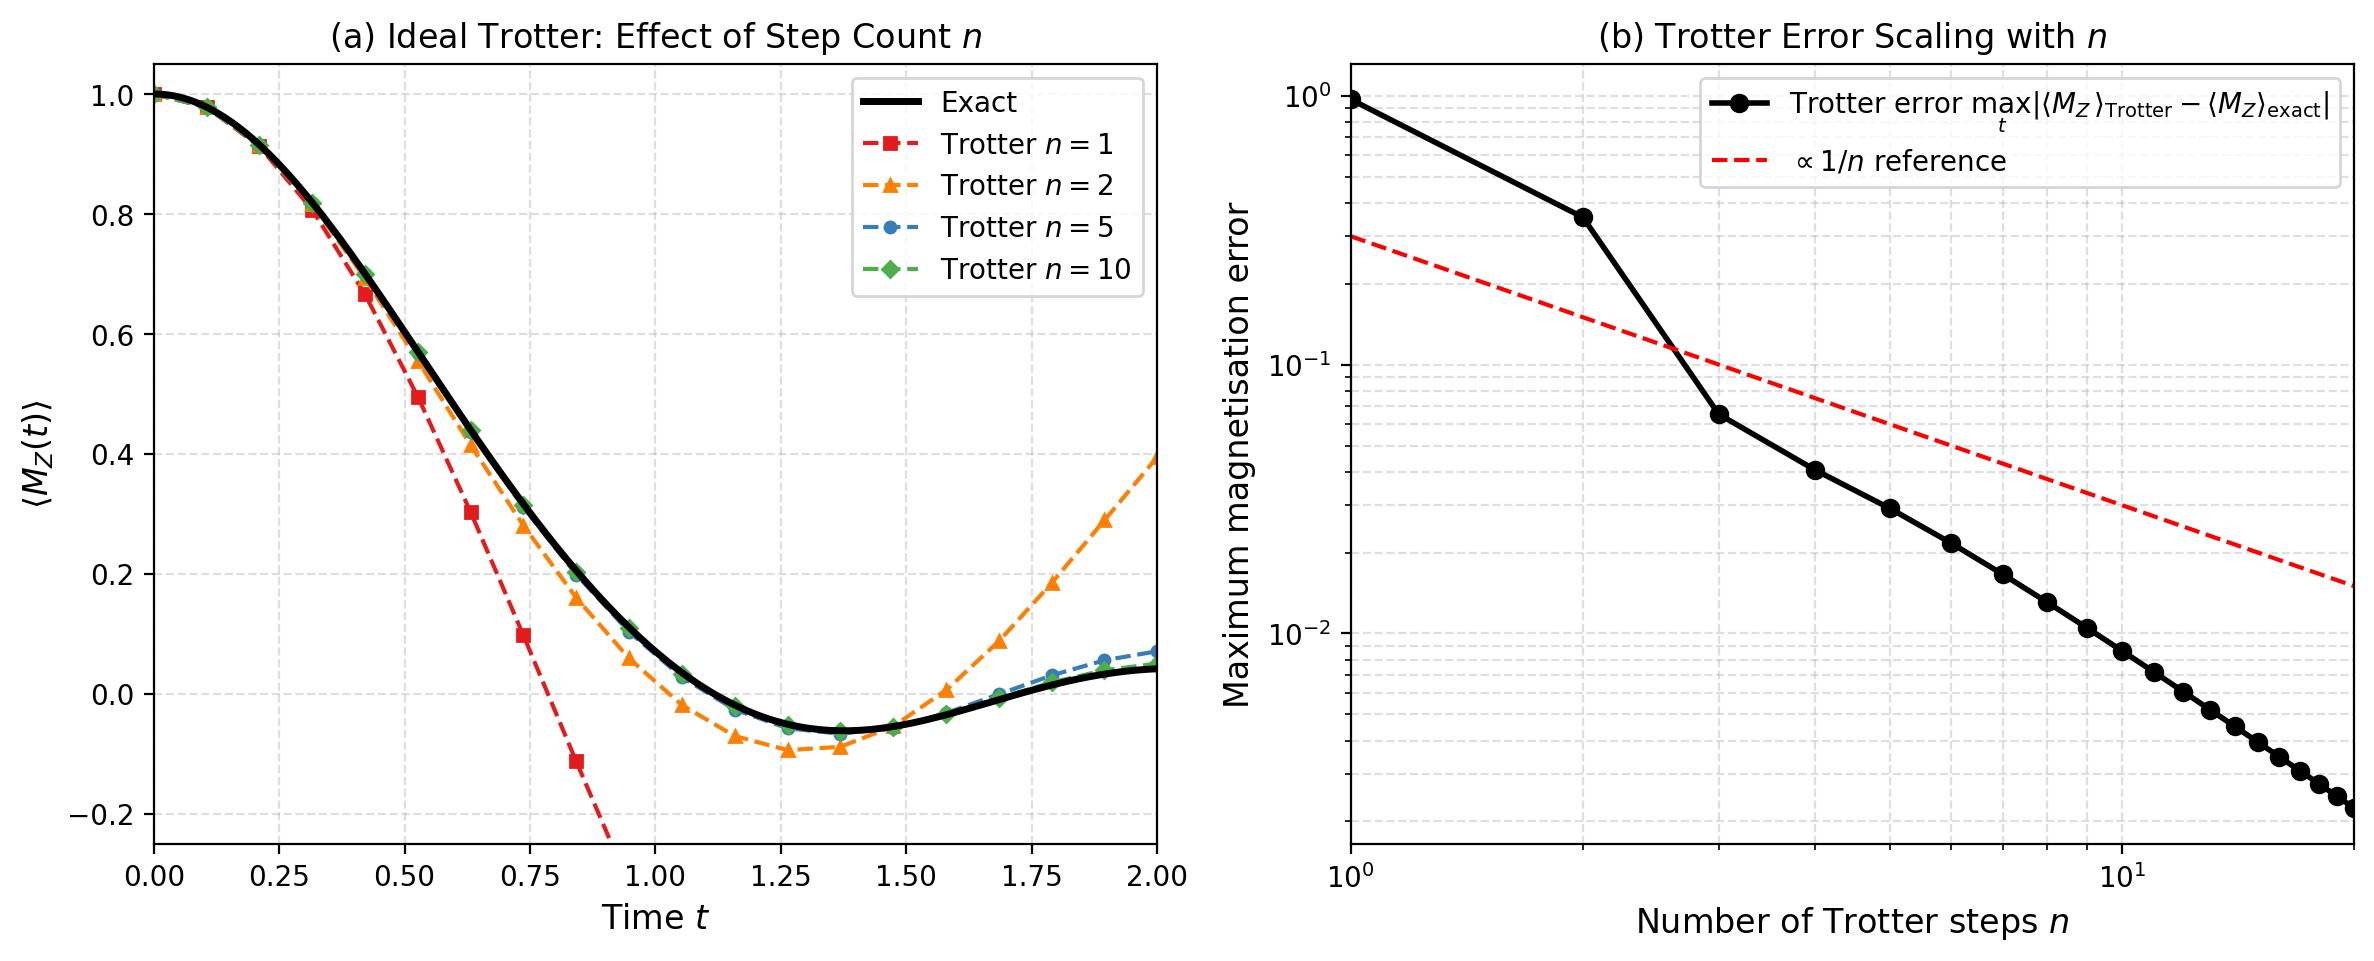 (a) Ideal Trotter: Effect of Step Count n
Exact
Trotter n = 1
Trotter n = 2
Trotter n = 5
Trotter n = 10
1.0
0.8
0.6
0.4
0.2
0.0
−0.2
⟨M_Z(t)⟩
0.00 0.25 0.50 0.75 1.00 1.25 1.50 1.75 2.00
Time t
(b) Trotter Error Scaling with n
Trotter error max_t |⟨M_Z⟩_Trotter − ⟨M_Z⟩_exact|
∝ 1/n reference
10^0
10^−1
10^−2
Maximum magnetisation error
10^0 10^1
Number of Trotter steps n